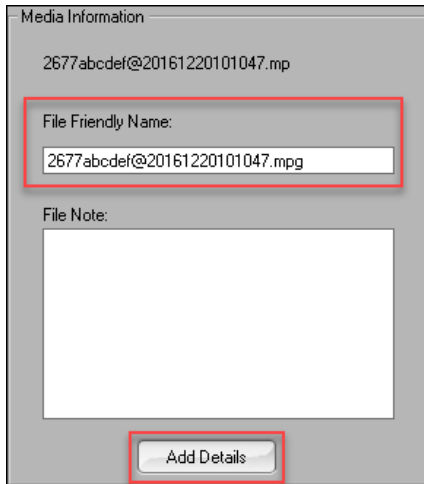 Media Information
2677abcdef@20161220101047.mp
File Friendly Name:
2677abcdef@20161220101047.mpg
File Note:
Add Details